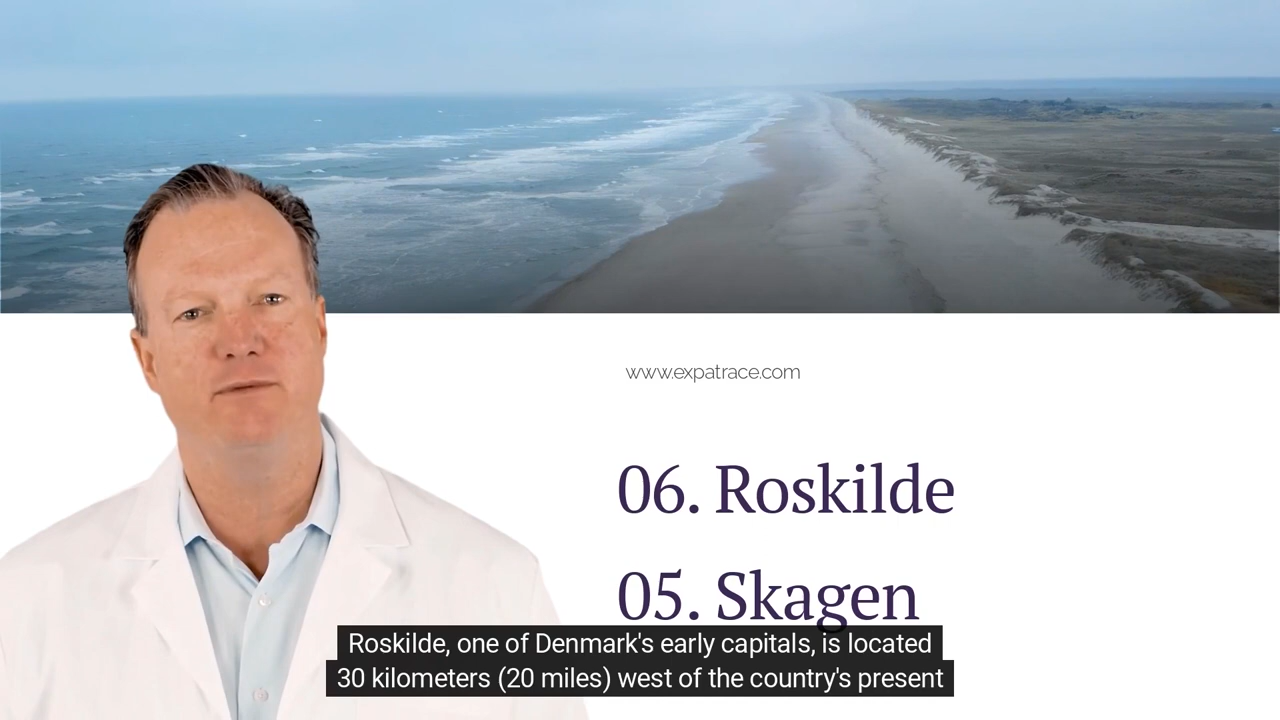 www.expatrace.com
06. Roskilde
05. Skagen
Roskilde, one of Denmark's early capitals, is located
30 kilometers (20 miles) west of the country's present